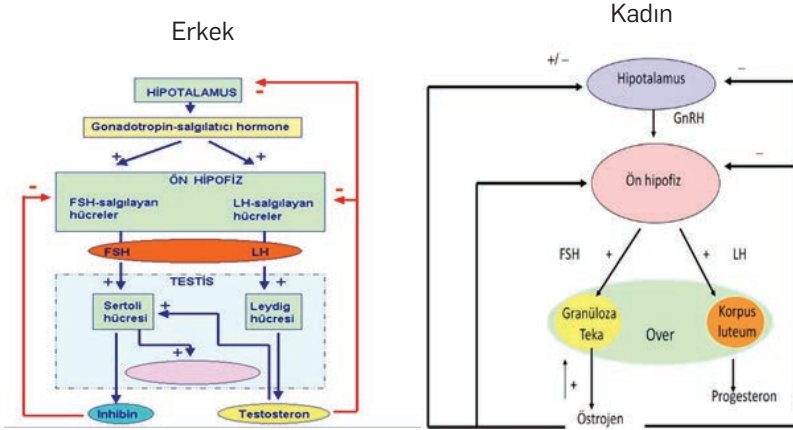 Erkek
HİPOTALAMUS
-
Gonadotropin-salgılatıcı hormone
+ +
- -
ÖN HİPOFİZ
FSH-salgılayan
hücreler
LH-salgılayan
hücreler
FSH LH
+ +
TESTİS
Sertoli
hücresi
+
Leydig
hücresi
+
Inhibin
Testosteron
Kadın
+/−
−
Hipotalamus
GnRH
−
Ön hipofiz
FSH + + LH
Granüloza
Teka
Korpus
luteum
Over
+
Progesteron
Östrojen